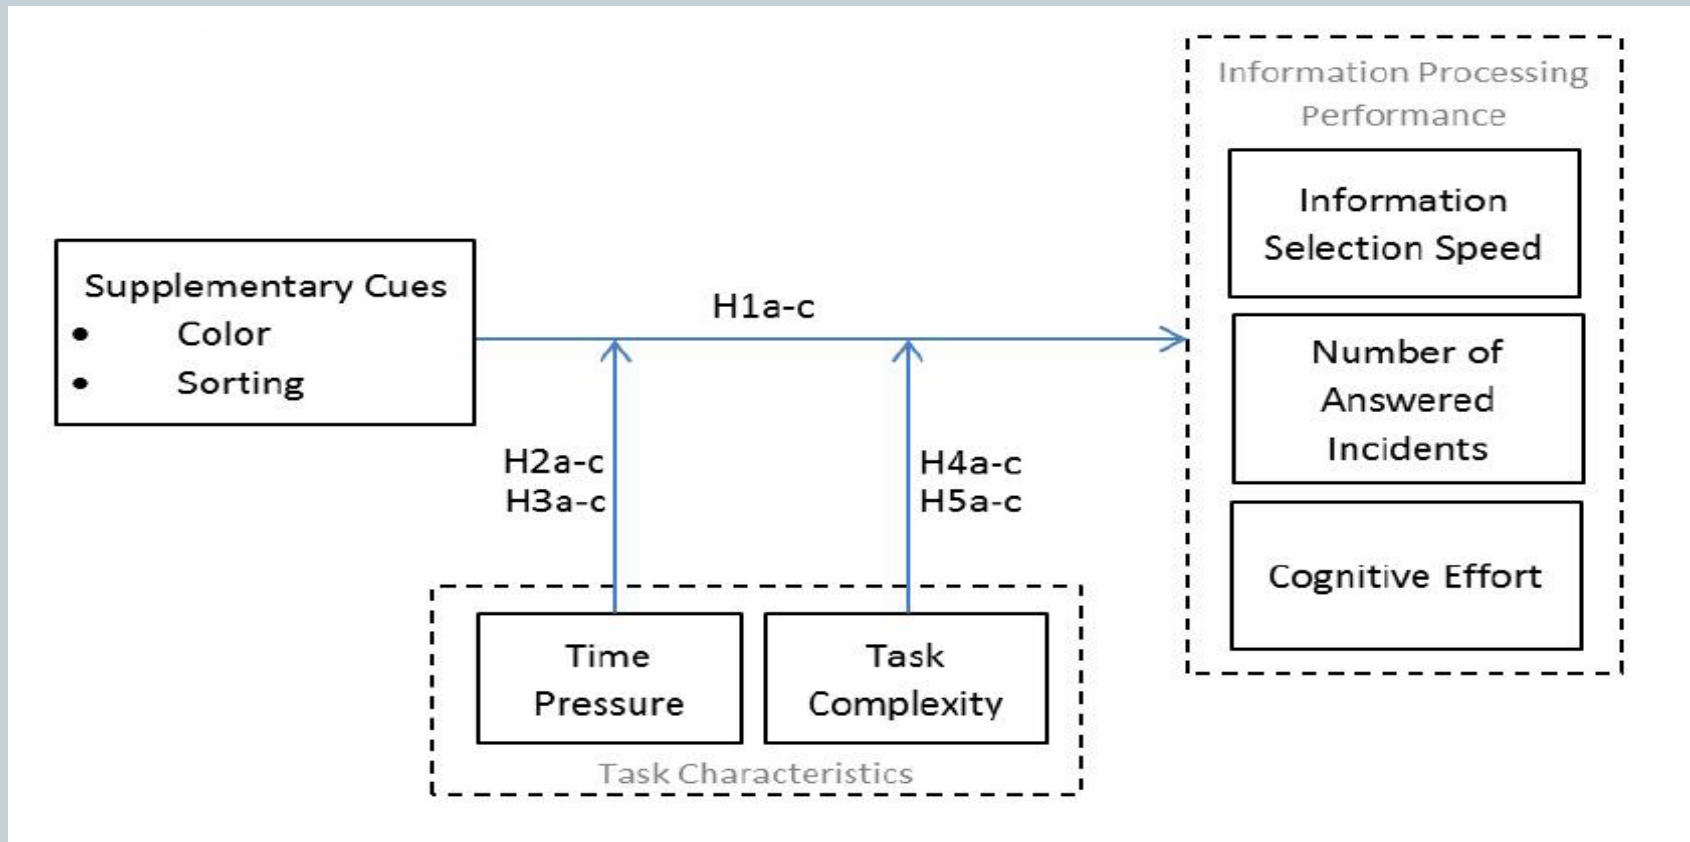 Information Processing
Performance
Information
Selection Speed
Number of
Answered
Incidents
Cognitive Effort
Supplementary Cues
• Color
• Sorting
H1a-c
H2a-c
H3a-c
H4a-c
H5a-c
Time
Pressure
Task
Complexity
Task Characteristics